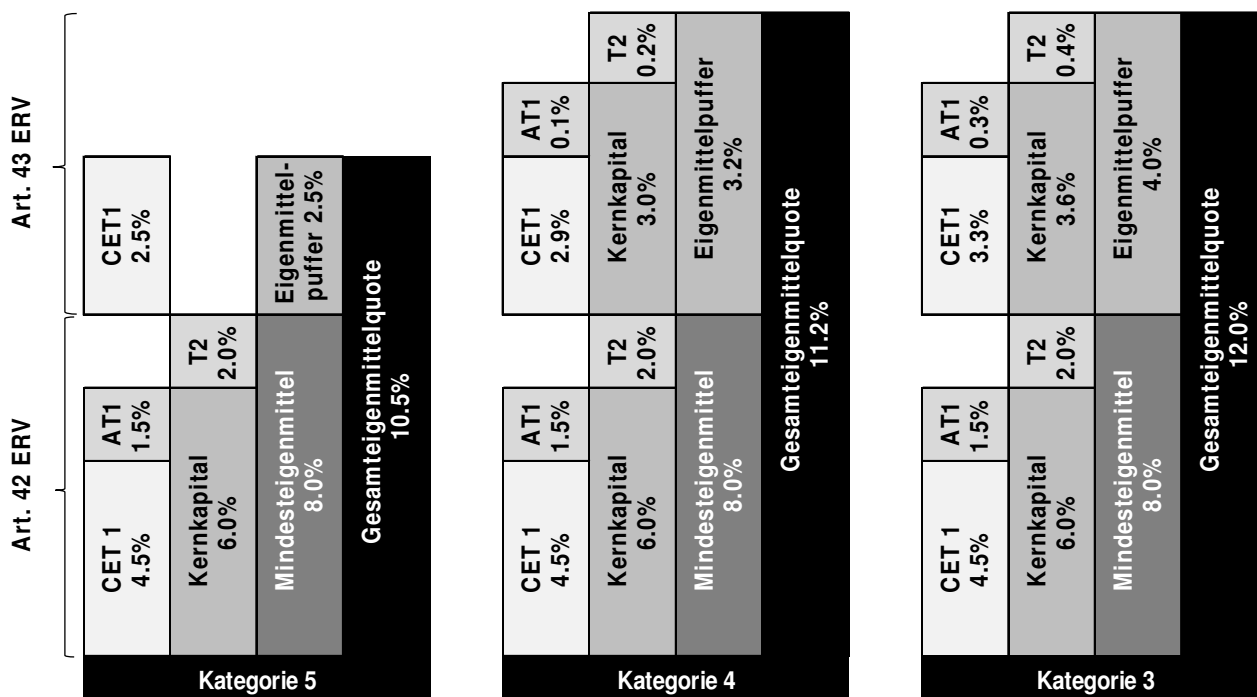 Art. 43 ERV
Art. 42 ERV
CET1
2.5%
Eigenmittel-
puffer 2.5%
AT1
1.5%
T2
2.0%
CET 1
4.5%
Kernkapital
6.0%
Mindesteigenmittel
8.0%
Gesamteigenmittelquote
10.5%
Kategorie 5
AT1
0.1%
T2
0.2%
CET1
2.9%
Kernkapital
3.0%
Eigenmittelpuffer
3.2%
AT1
1.5%
T2
2.0%
CET 1
4.5%
Kernkapital
6.0%
Mindesteigenmittel
8.0%
Gesamteigenmittelquote
11.2%
Kategorie 4
AT1
0.3%
T2
0.4%
CET1
3.3%
Kernkapital
3.6%
Eigenmittelpuffer
4.0%
AT1
1.5%
T2
2.0%
CET 1
4.5%
Kernkapital
6.0%
Mindesteigenmittel
8.0%
Gesamteigenmittelquote
12.0%
Kategorie 3